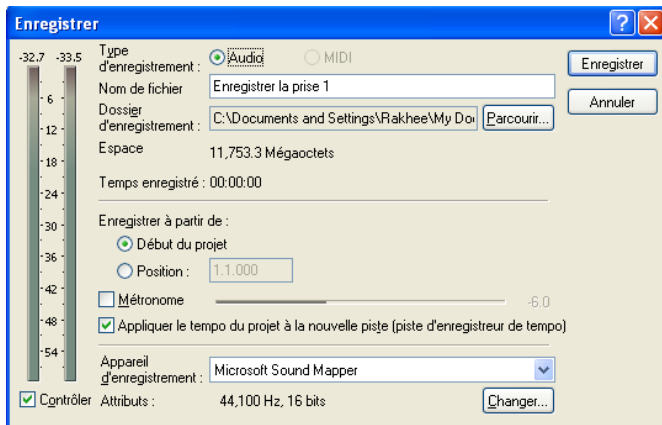 Enregistrer
-32.7 -33.5
Type d'enregistrement : Audio MIDI
Enregistrer
Nom de fichier Enregistrer la prise 1
Annuler
Dossier d'enregistrement : C:\Documents and Settings\Rakhee\My Do Parcourir...
Espace 11,753.3 Mégaoctets
Temps enregistré : 00:00:00
Enregistrer à partir de :
Début du projet
Position : 1.1.000
Métronome -6.0
Appliquer le tempo du projet à la nouvelle piste (piste d'enregistreur de tempo)
Appareil d'enregistrement : Microsoft Sound Mapper
Contrôler
Attributs : 44,100 Hz, 16 bits Changer...
- 6 -
- 12 -
- 18 -
- 24 -
- 30 -
- 36 -
- 42 -
- 48 -
- 54 -